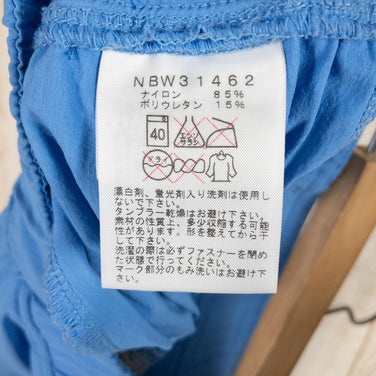 NBW31462
ナイロン 85%
ポリウレタン 15%
40
エンソ
サラシ
ドライ
漂白剤、蛍光剤入り洗剤は使用し
ないで下さい。
タンブラー乾燥はお避け下さい。
素材の性質上、多少収縮する可能
性があります。形を整えてから干
して下さい。
洗濯の際は必ずファスナーを閉め
た状態で行ってください。
マーク部分のもみ洗いはお避け下
さい。